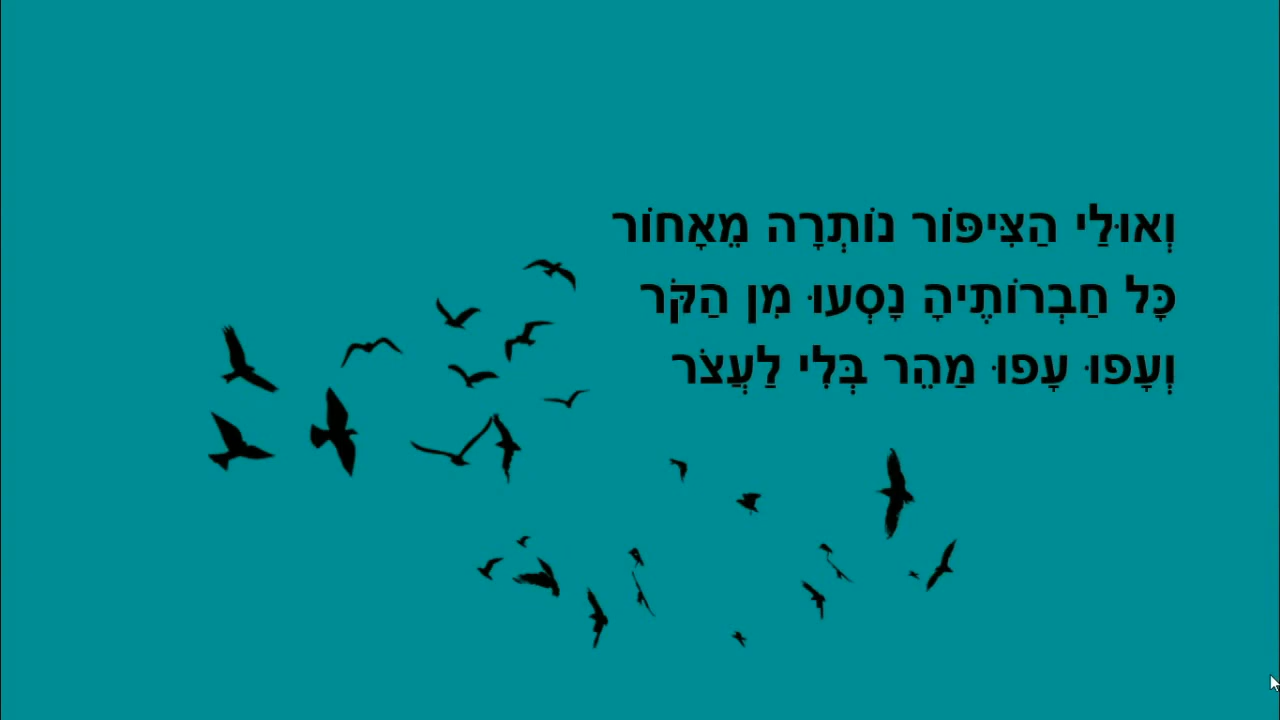 וְאוּלַי הַצִּיפּוֹר נוֹתְרָה מֵאָחוֹר
כָּל חַבְרוֹתֶיהָ נָסְעוּ מִן הַקֹּר
וְעָפוּ עָפוּ מַהֵר בְּלִי לַעֲצֹר